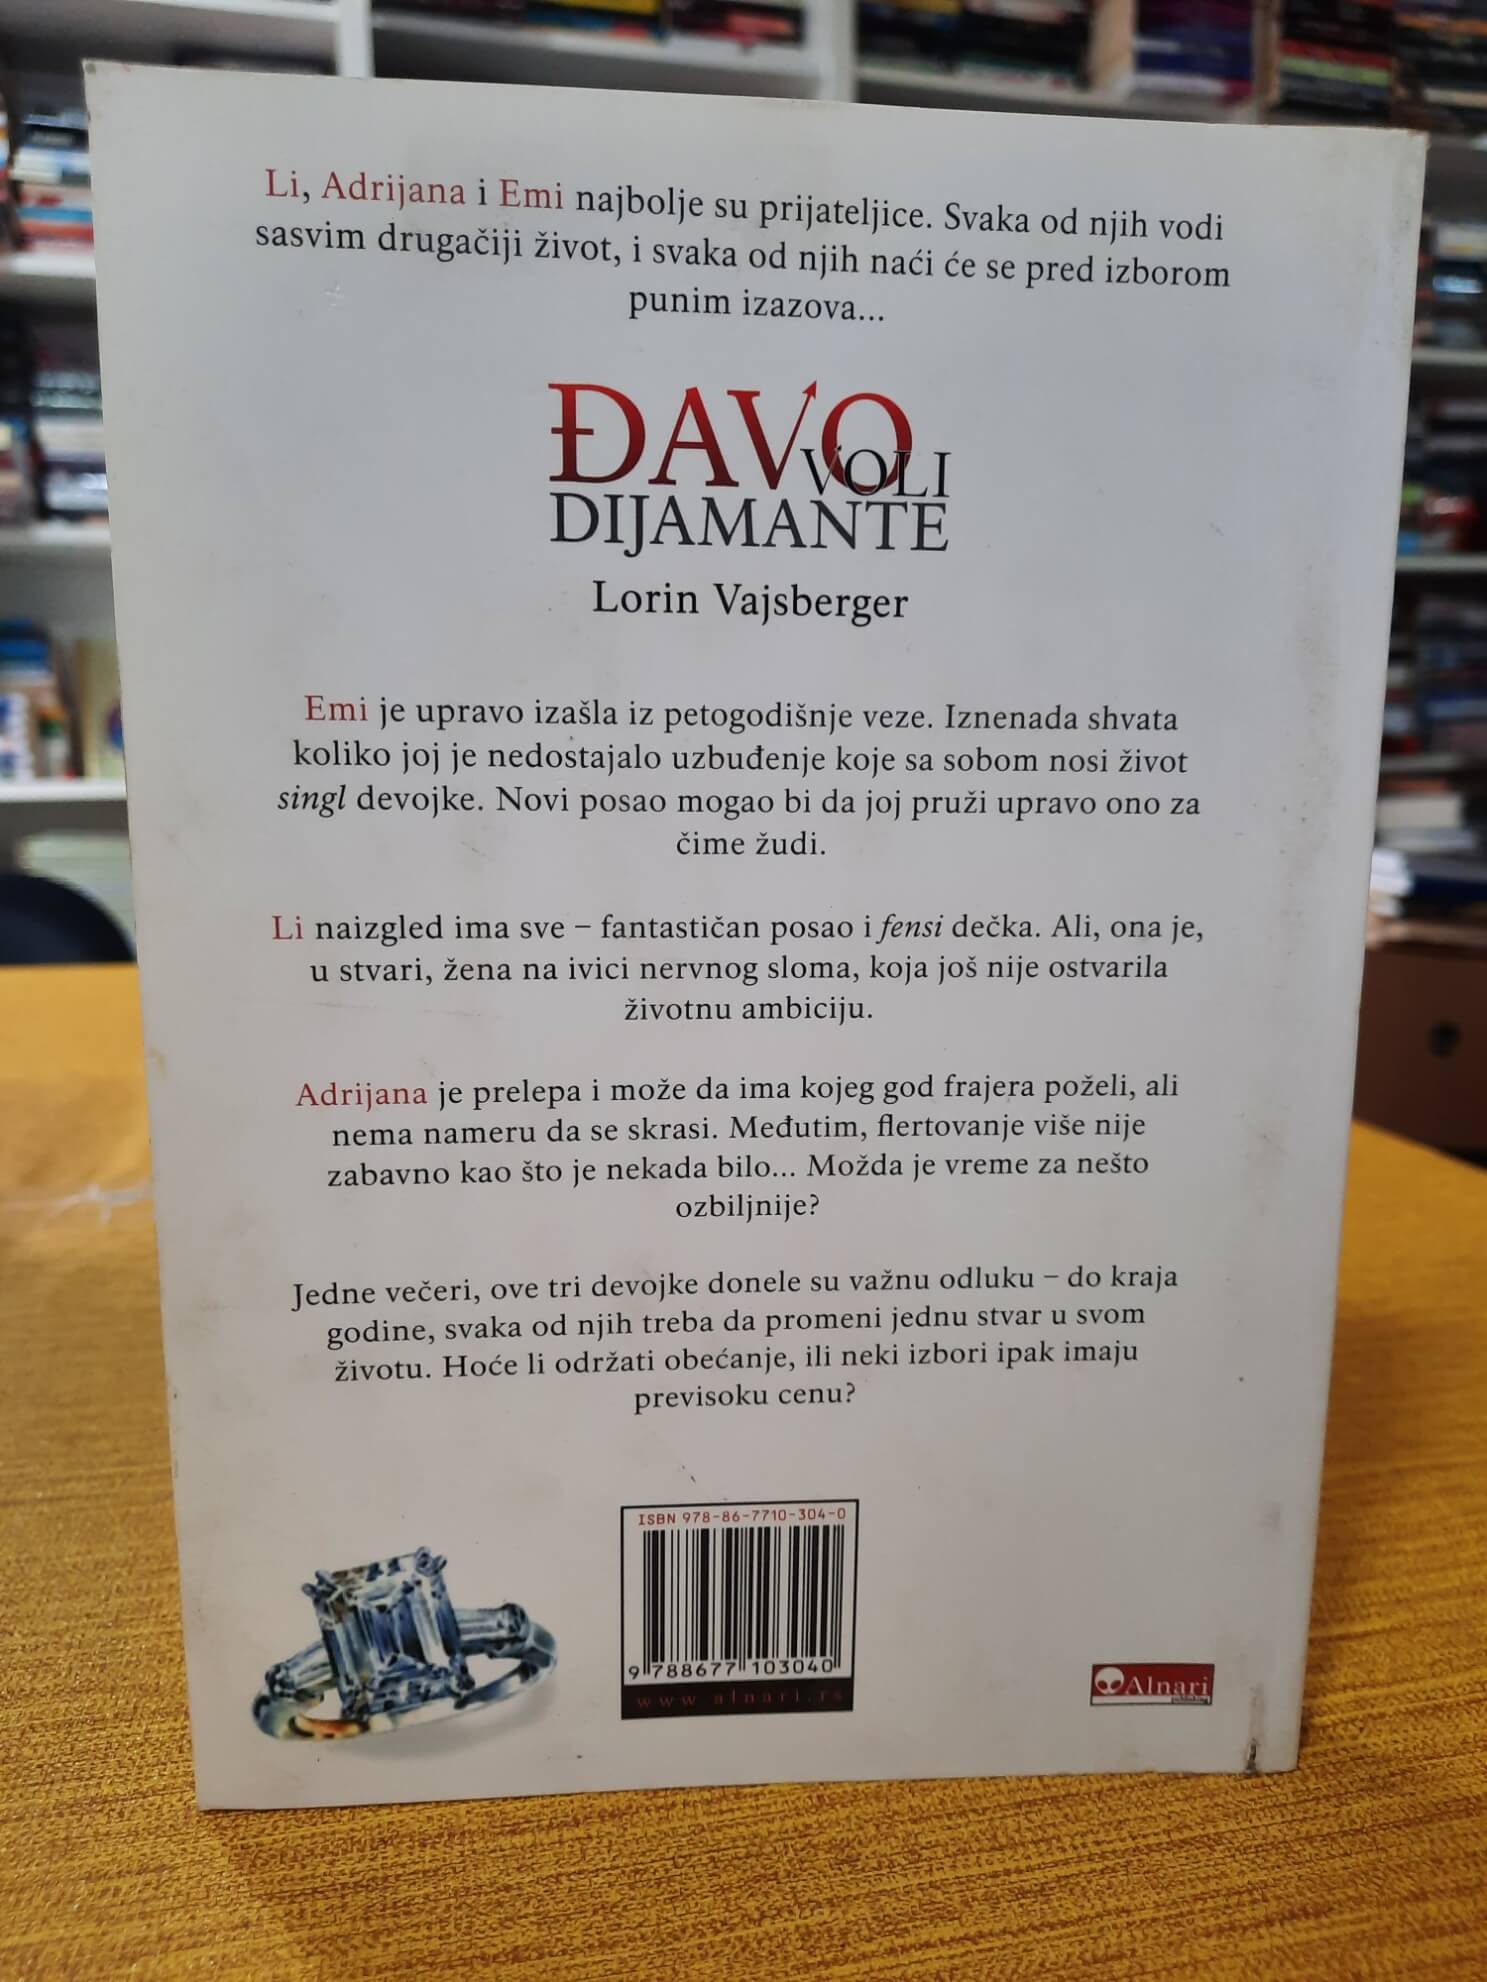 Li, Adrijana i Emi najbolje su prijateljice. Svaka od njih vodi
sasvim drugačiji život, i svaka od njih naći će se pred izborom
punim izazova...
ĐAVO
VOLI
DIJAMANTE
Lorin Vajsberger
Emi je upravo izašla iz petogodišnje veze. Iznenada shvata
koliko joj je nedostajalo uzbuđenje koje sa sobom nosi život
singl devojke. Novi posao mogao bi da joj pruži upravo ono za
čime žudi.
Li naizgled ima sve – fantastičan posao i fensi dečka. Ali, ona je,
u stvari, žena na ivici nervnog sloma, koja još nije ostvarila
životnu ambiciju.
Adrijana je prelepa i može da ima kojeg god frajera poželi, ali
nema nameru da se skrasi. Međutim, flertovanje više nije
zabavno kao što je nekada bilo... Možda je vreme za nešto
ozbiljnije?
Jedne večeri, ove tri devojke donele su važnu odluku – do kraja
godine, svaka od njih treba da promeni jednu stvar u svom
životu. Hoće li održati obećanje, ili neki izbori ipak imaju
previsoku cenu?
ISBN 978-86-7710-304-0
9 788677 103040
www.alnari.rs
Alnari
publishing